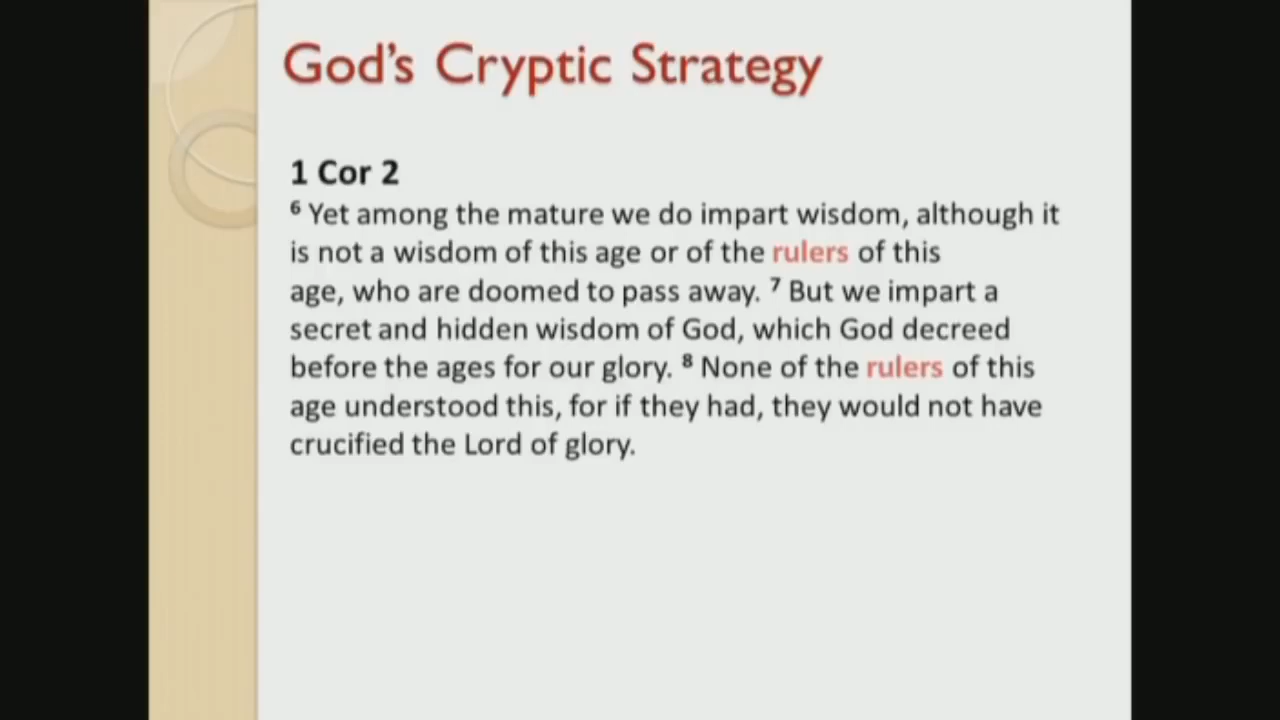 God's Cryptic Strategy
1 Cor 2
⁶ Yet among the mature we do impart wisdom, although it
is not a wisdom of this age or of the rulers of this
age, who are doomed to pass away. ⁷ But we impart a
secret and hidden wisdom of God, which God decreed
before the ages for our glory. ⁸ None of the rulers of this
age understood this, for if they had, they would not have
crucified the Lord of glory.